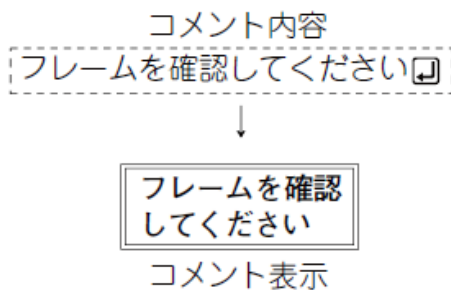 コメント内容
フレームを確認してください↵
↓
フレームを確認
してください
コメント表示